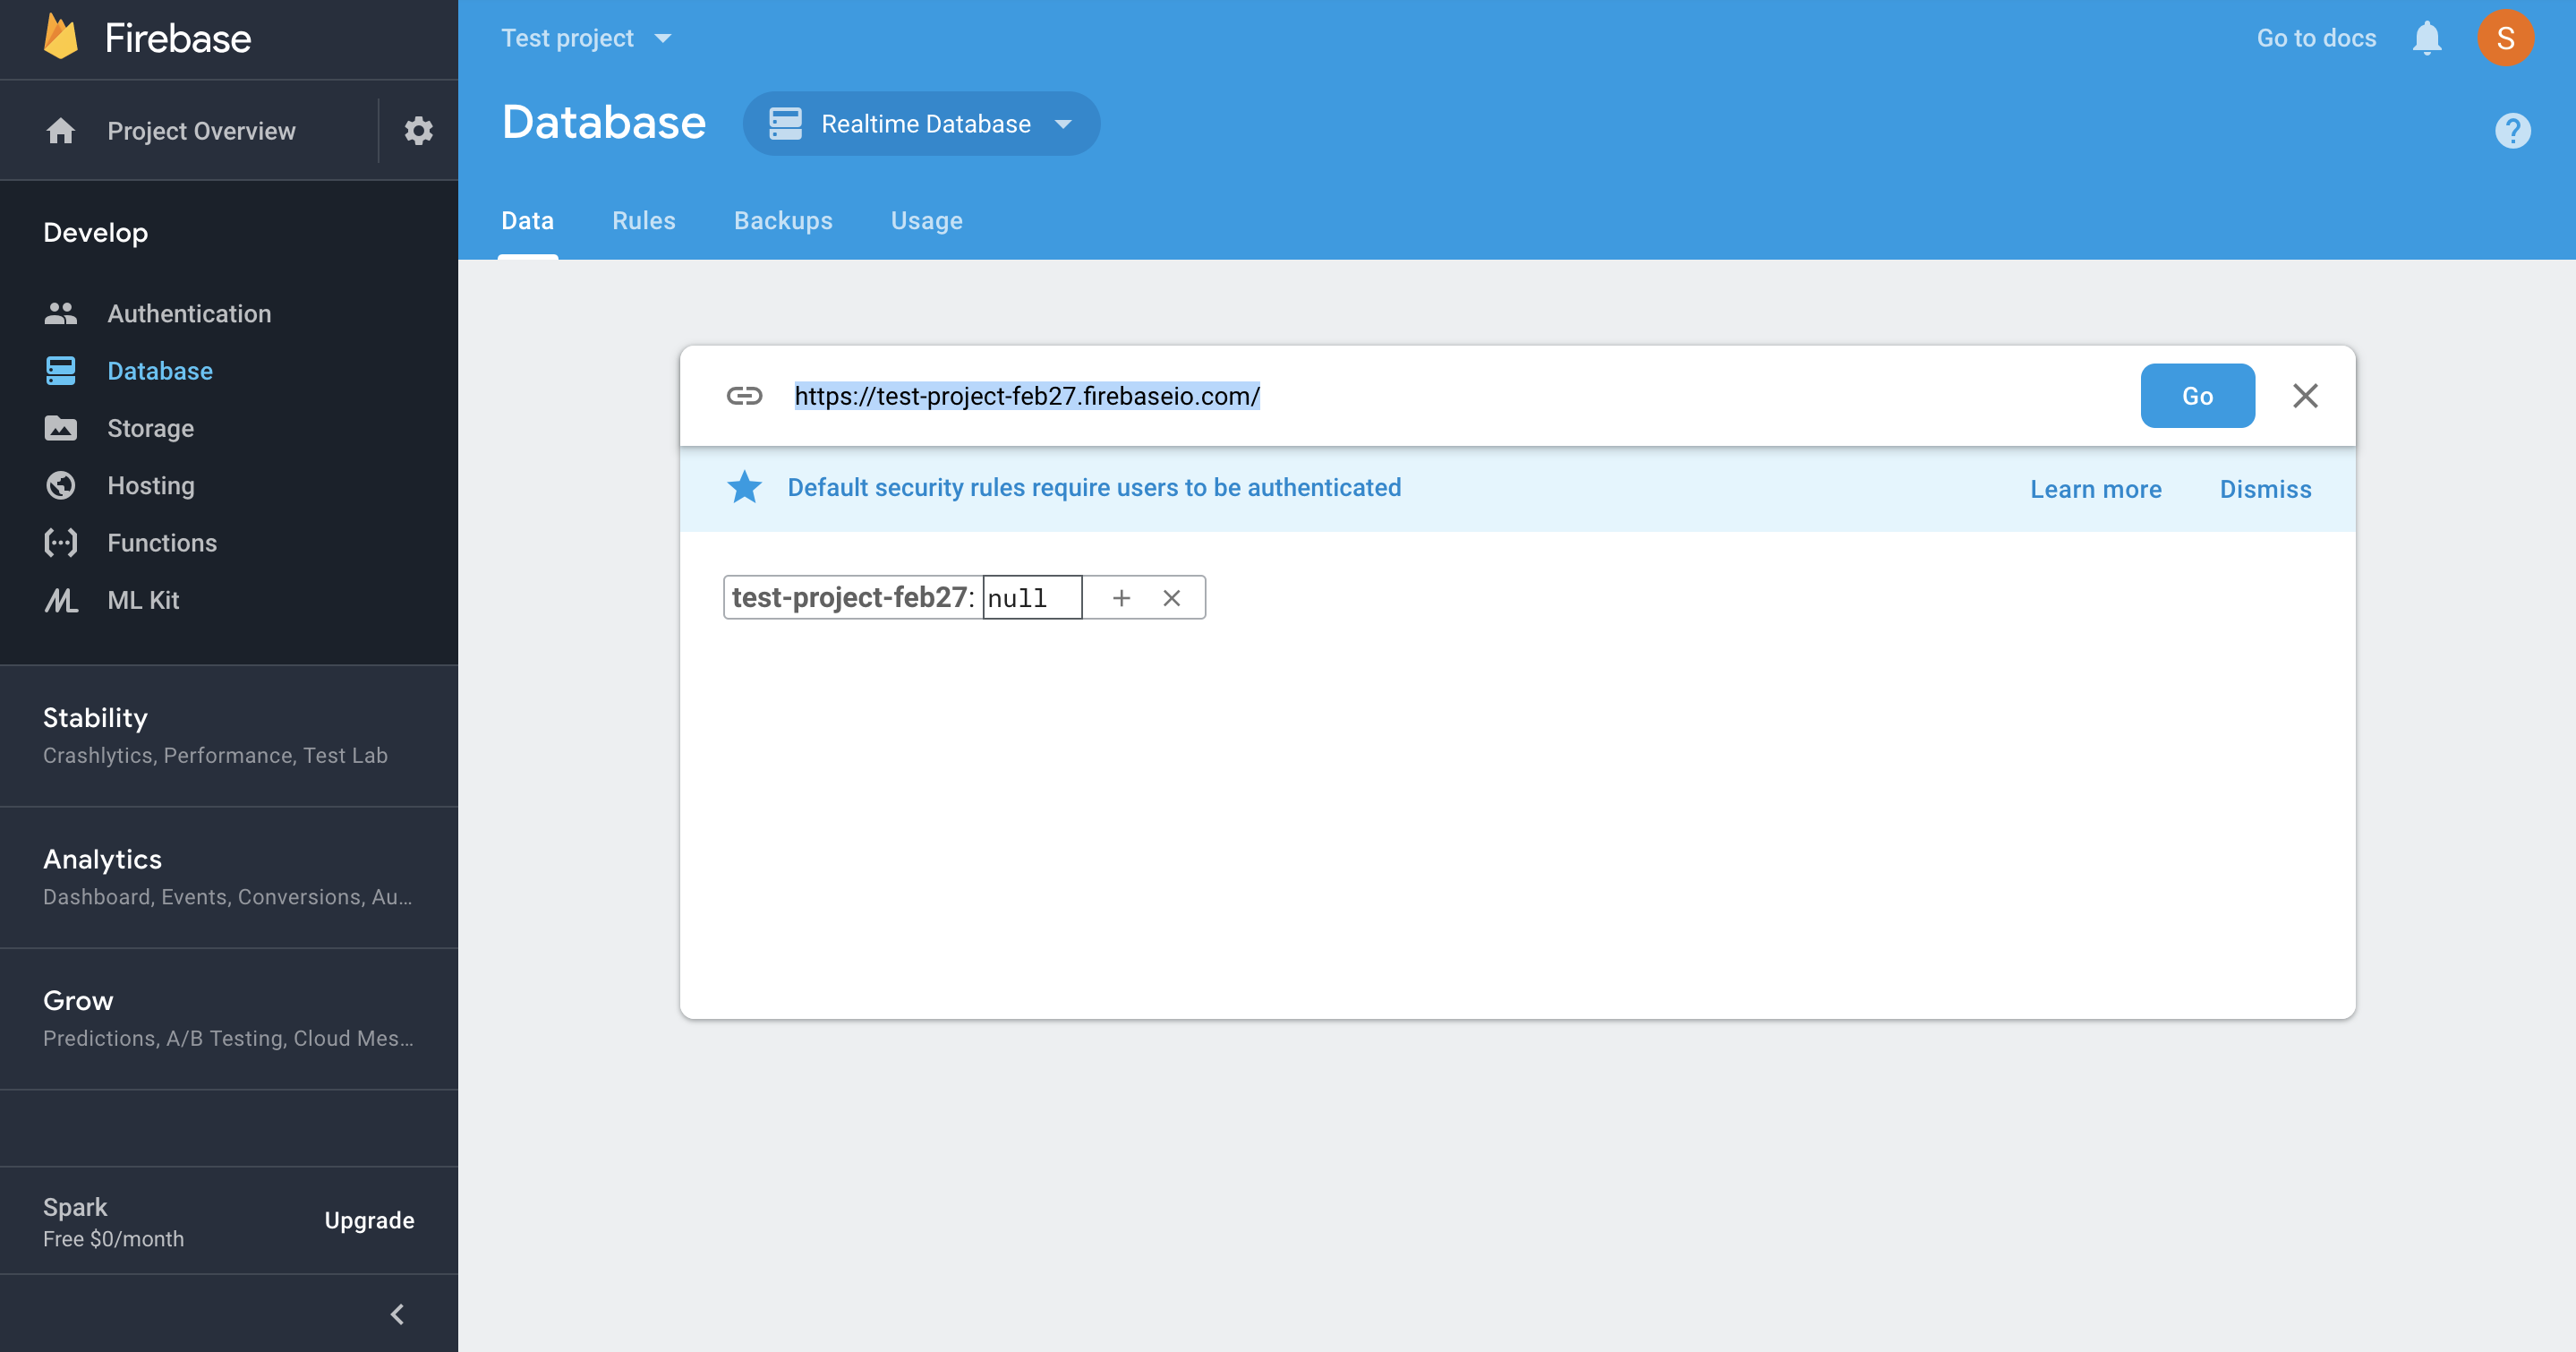 Firebase
Project Overview
Develop
Authentication
Database
Storage
Hosting
Functions
ML Kit
Stability
Crashlytics, Performance, Test Lab
Analytics
Dashboard, Events, Conversions, Au...
Grow
Predictions, A/B Testing, Cloud Mes...
Spark
Free $0/month
Upgrade
Test project
Go to docs
S
Database
Realtime Database
?
Data Rules Backups Usage
https://test-project-feb27.firebaseio.com/
Go
Default security rules require users to be authenticated
Learn more
Dismiss
test-project-feb27: null